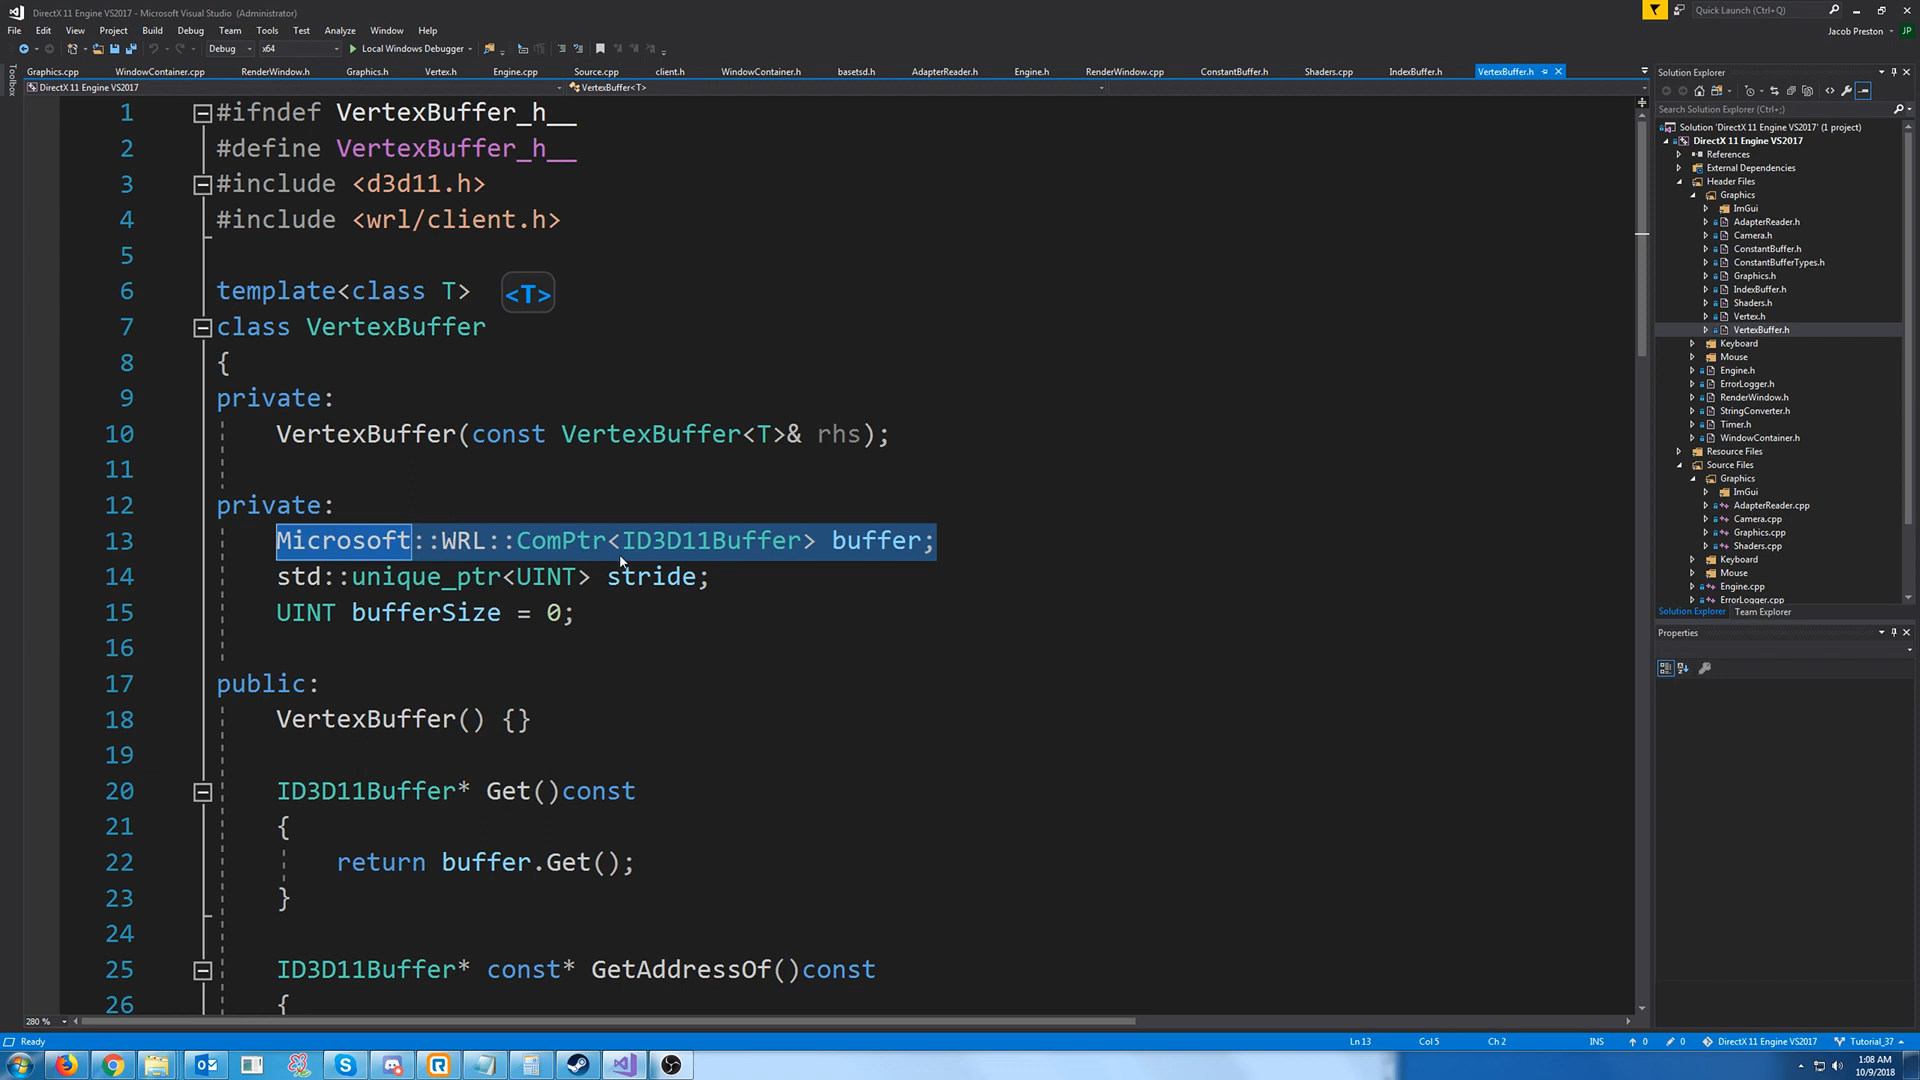 DirectX 11 Engine VS2017 - Microsoft Visual Studio (Administrator)
Quick Launch (Ctrl+Q)
File Edit View Project Build Debug Team Tools Test Analyze Window Help
Jacob Preston JP
Debug x64 Local Windows Debugger
Toolbox
Graphics.cpp WindowContainer.cpp RenderWindow.h Graphics.h Vertex.h Engine.cpp Source.cpp client.h WindowContainer.h basetsd.h AdapterReader.h Engine.h RenderWindow.cpp ConstantBuffer.h Shaders.cpp IndexBuffer.h VertexBuffer.h
DirectX 11 Engine VS2017 VertexBuffer<T>
1 #ifndef VertexBuffer_h__
2 #define VertexBuffer_h__
3 #include <d3d11.h>
4 #include <wrl/client.h>
5
6 template<class T> <T>
7 class VertexBuffer
8 {
9 private:
10 VertexBuffer(const VertexBuffer<T>& rhs);
11
12 private:
13 Microsoft::WRL::ComPtr<ID3D11Buffer> buffer;
14 std::unique_ptr<UINT> stride;
15 UINT bufferSize = 0;
16
17 public:
18 VertexBuffer() {}
19
20 ID3D11Buffer* Get()const
21 {
22 return buffer.Get();
23 }
24
25 ID3D11Buffer* const* GetAddressOf()const
26 {
280 %
Solution Explorer
Search Solution Explorer (Ctrl+;)
Solution 'DirectX 11 Engine VS2017' (1 project)
DirectX 11 Engine VS2017
References
External Dependencies
Header Files
Graphics
ImGui
AdapterReader.h
Camera.h
ConstantBuffer.h
ConstantBufferTypes.h
Graphics.h
IndexBuffer.h
Shaders.h
Vertex.h
VertexBuffer.h
Keyboard
Mouse
Engine.h
ErrorLogger.h
RenderWindow.h
StringConverter.h
Timer.h
WindowContainer.h
Resource Files
Source Files
Graphics
ImGui
AdapterReader.cpp
Camera.cpp
Graphics.cpp
Shaders.cpp
Keyboard
Mouse
Engine.cpp
ErrorLogger.cpp
Solution Explorer Team Explorer
Properties
Ready Ln 13 Col 5 Ch 2 INS 0 0 DirectX 11 Engine VS2017 Tutorial_37
1:08 AM
10/9/2018